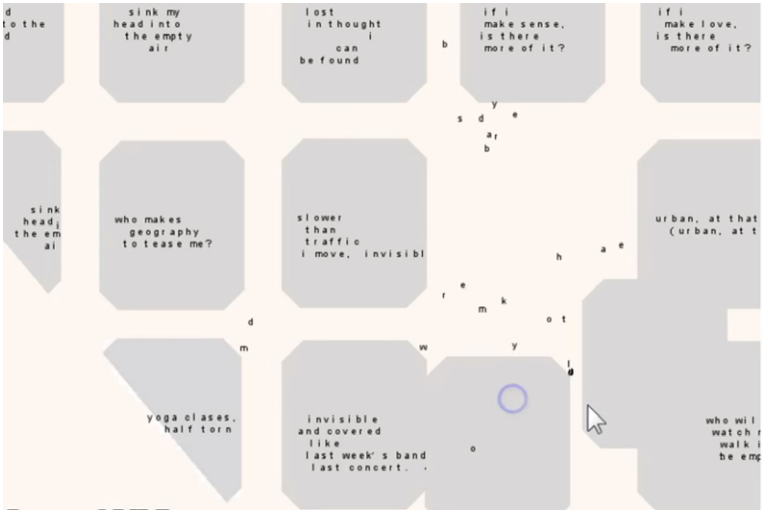 sink my
head into
the empty
air
lost
in thought
i
can
be found
if i
make sense,
is there
more of it?
if i
make love,
is there
more of it?
to the
b
y
s d e
a r
b
sink
head
the em
ai
who makes
geography
to tease me?
slower
than
traffic
i move, invisibl
urban, at that
(urban, at t
h a e
r e
m k
o t
d
m
w
y
yoga clases,
half torn
invisible
and covered
like
last week's band
last concert.
o
who wil
watch
walk i
he emp